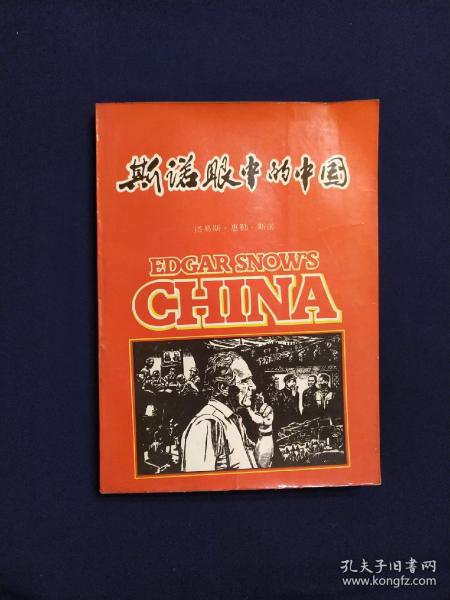 斯诺眼中的中国
洛易斯·惠勒·斯诺
EDGAR SNOW'S
CHINA
孔夫子旧书网
www.kongfz.com